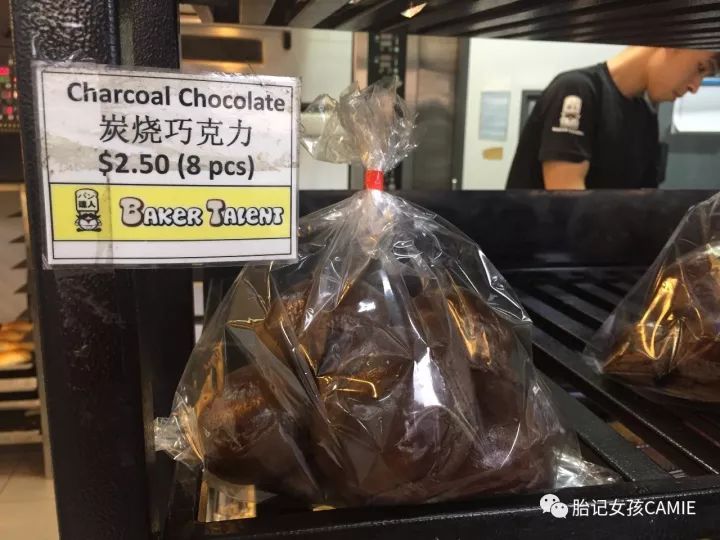 Charcoal Chocolate
炭烧巧克力
$2.50 (8 pcs)
パン
達人
BAKER TALENT
胎记女孩CAMIE